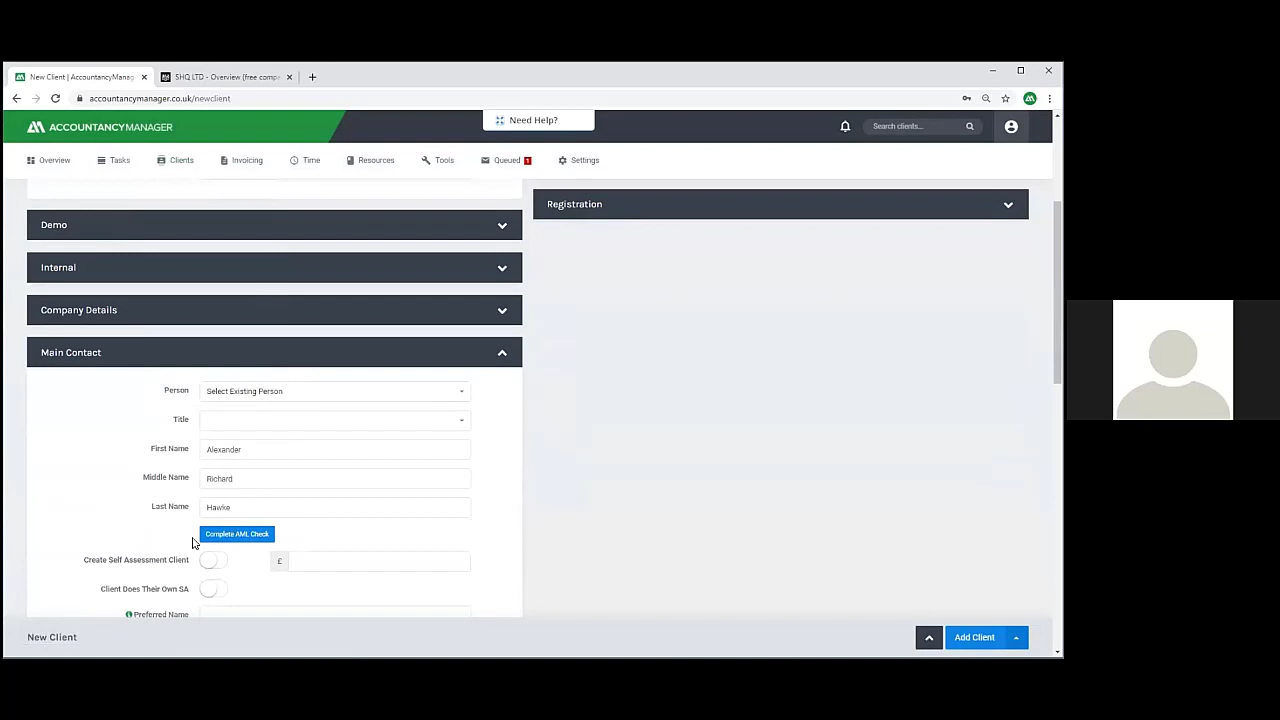 New Client | AccountancyManag
SHQ LTD - Overview (free compa
accountancymanager.co.uk/newclient
ACCOUNTANCYMANAGER
Need Help?
Search clients...
Overview
Tasks
Clients
Invoicing
Time
Resources
Tools
Queued 1
Settings
Demo
Registration
Internal
Company Details
Main Contact
Person Select Existing Person
Title
First Name Alexander
Middle Name Richard
Last Name Hawke
Complete AML Check
Create Self Assessment Client £
Client Does Their Own SA
Preferred Name
New Client
Add Client